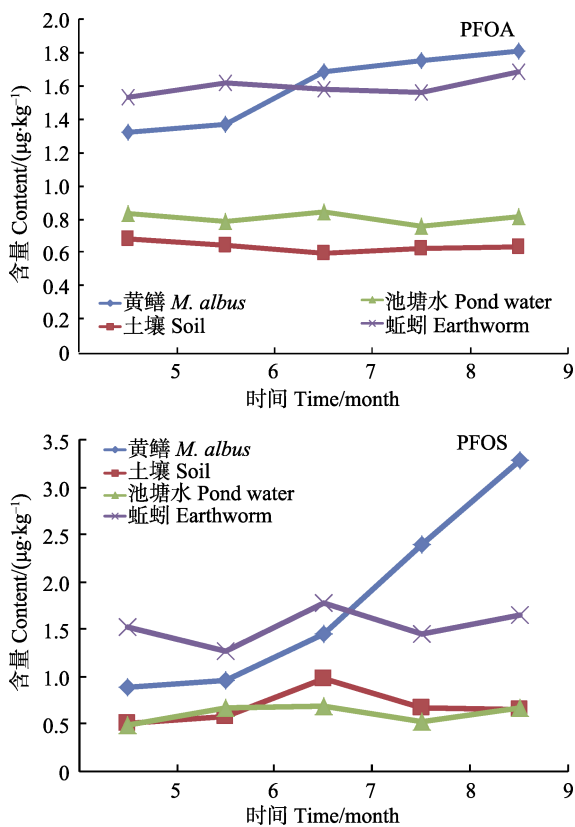 PFOA
含量 Content/(μg·kg⁻¹)
2.0
1.8
1.6
1.4
1.2
1.0
0.8
0.6
0.4
0.2
0
黄鳝 M. albus
池塘水 Pond water
土壤 Soil
蚯蚓 Earthworm
5 6 7 8 9
时间 Time/month
PFOS
含量 Content/(μg·kg⁻¹)
3.5
3.0
2.5
2.0
1.5
1.0
0.5
0
黄鳝 M. albus
土壤 Soil
池塘水 Pond water
蚯蚓 Earthworm
5 6 7 8 9
时间 Time/month